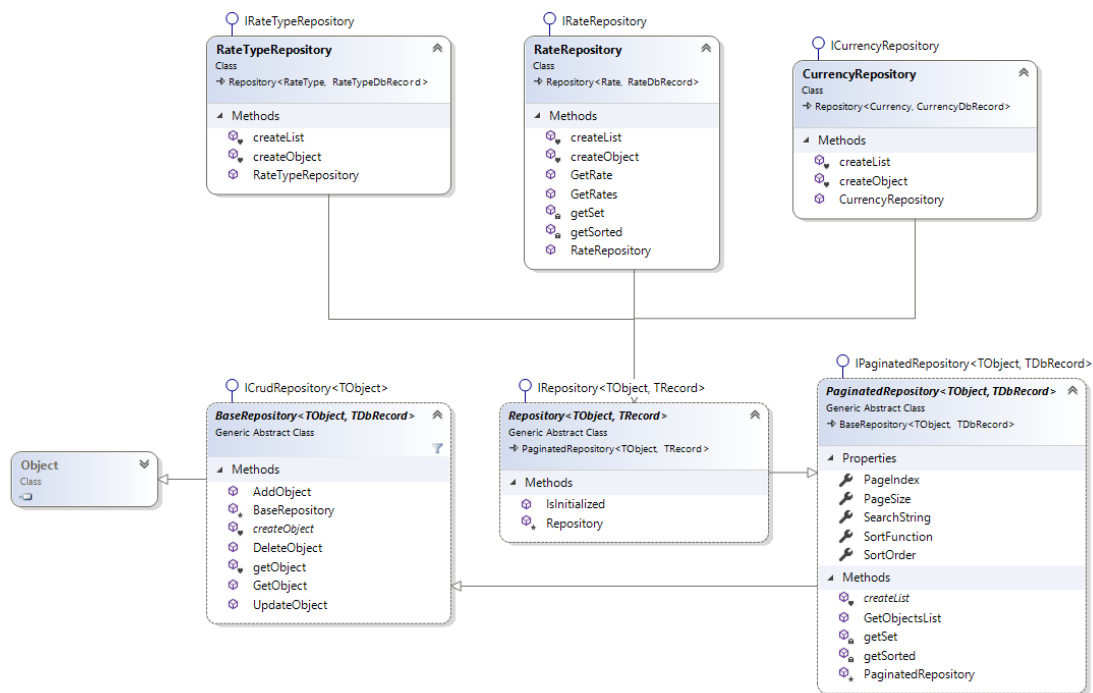 IRateTypeRepository
RateTypeRepository
Class
Repository<RateType, RateTypeDbRecord>
Methods
createList
createObject
RateTypeRepository
IRateRepository
RateRepository
Class
Repository<Rate, RateDbRecord>
Methods
createList
createObject
GetRate
GetRates
getSet
getSorted
RateRepository
ICurrencyRepository
CurrencyRepository
Class
Repository<Currency, CurrencyDbRecord>
Methods
createList
createObject
CurrencyRepository
Object
Class
ICrudRepository<TObject>
BaseRepository<TObject, TDbRecord>
Generic Abstract Class
Methods
AddObject
BaseRepository
createObject
DeleteObject
getObject
GetObject
UpdateObject
IRepository<TObject, TRecord>
Repository<TObject, TRecord>
Generic Abstract Class
PaginatedRepository<TObject, TRecord>
Methods
IsInitialized
Repository
IPaginatedRepository<TObject, TDbRecord>
PaginatedRepository<TObject, TDbRecord>
Generic Abstract Class
BaseRepository<TObject, TDbRecord>
Properties
PageIndex
PageSize
SearchString
SortFunction
SortOrder
Methods
createList
GetObjectsList
getSet
getSorted
PaginatedRepository